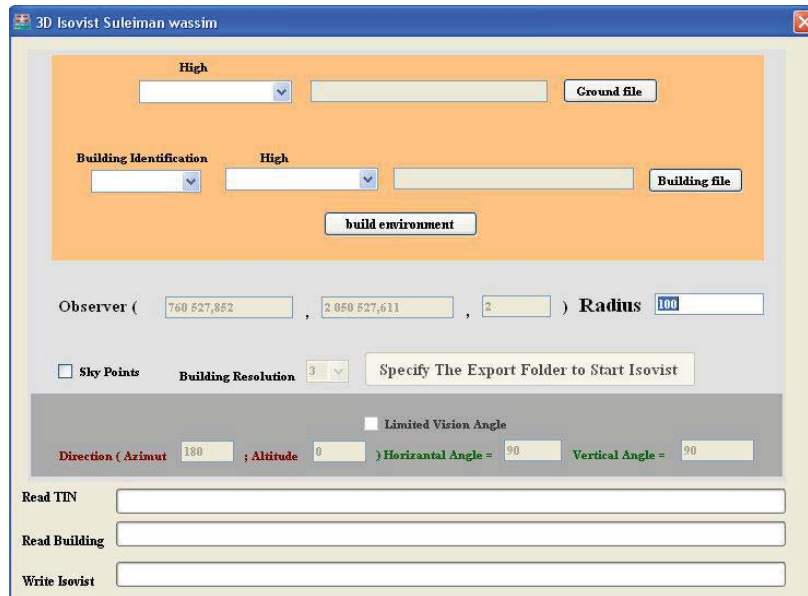 3D Isovist Suleiman wassim
High
Ground file
Building Identification High
Building file
build environment
Observer ( 760 527,852 , 2 050 527,611 , 2 ) Radius 100
Sky Points Building Resolution 3 Specify The Export Folder to Start Isovist
Limited Vision Angle
Direction ( Azimut 180 ; Altitude 0 ) Horizantal Angle = 90 Vertical Angle = 90
Read TIN
Read Building
Write Isovist